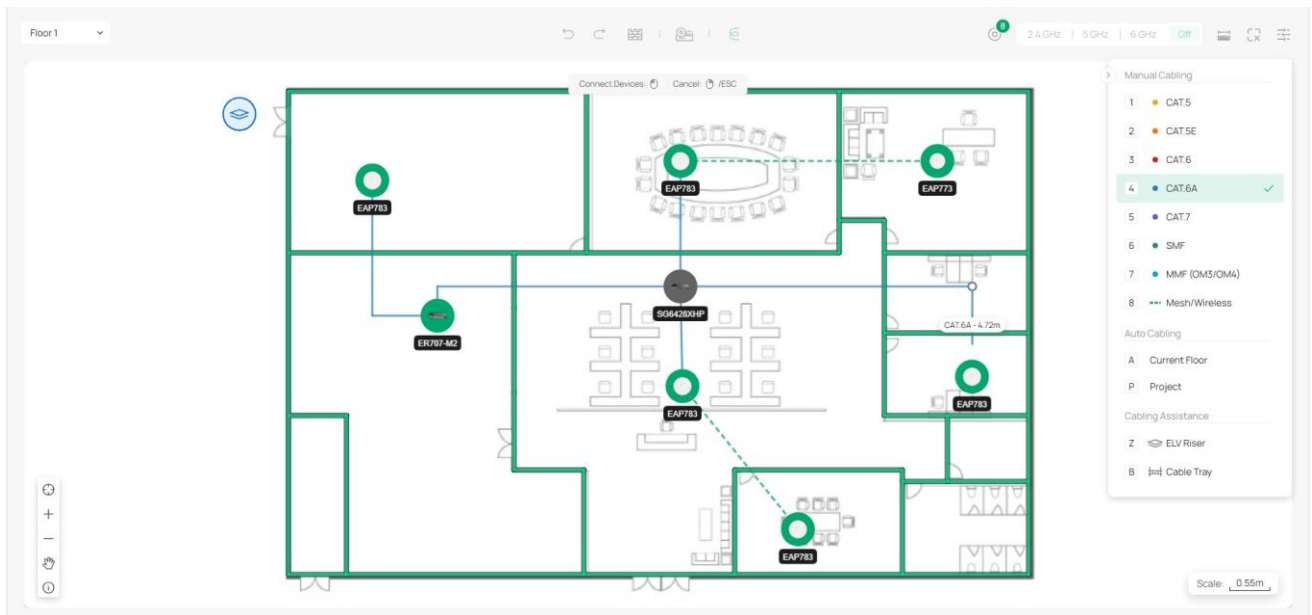 Floor 1
8
2.4 GHz | 5 GHz | 6 GHz Off
Connect Devices: Cancel: /ESC
Manual Cabling
1 CAT.5
2 CAT.5E
3 CAT.6
4 CAT.6A
5 CAT.7
6 SMF
7 MMF (OM3/OM4)
8 Mesh/Wireless
Auto Cabling
A Current Floor
P Project
Cabling Assistance
Z ELV Riser
B Cable Tray
EAP783
EAP783
EAP773
SG6428XHP
ER707-M2
CAT.6A - 4.72m
EAP783
EAP783
EAP783
Scale: 0.55m